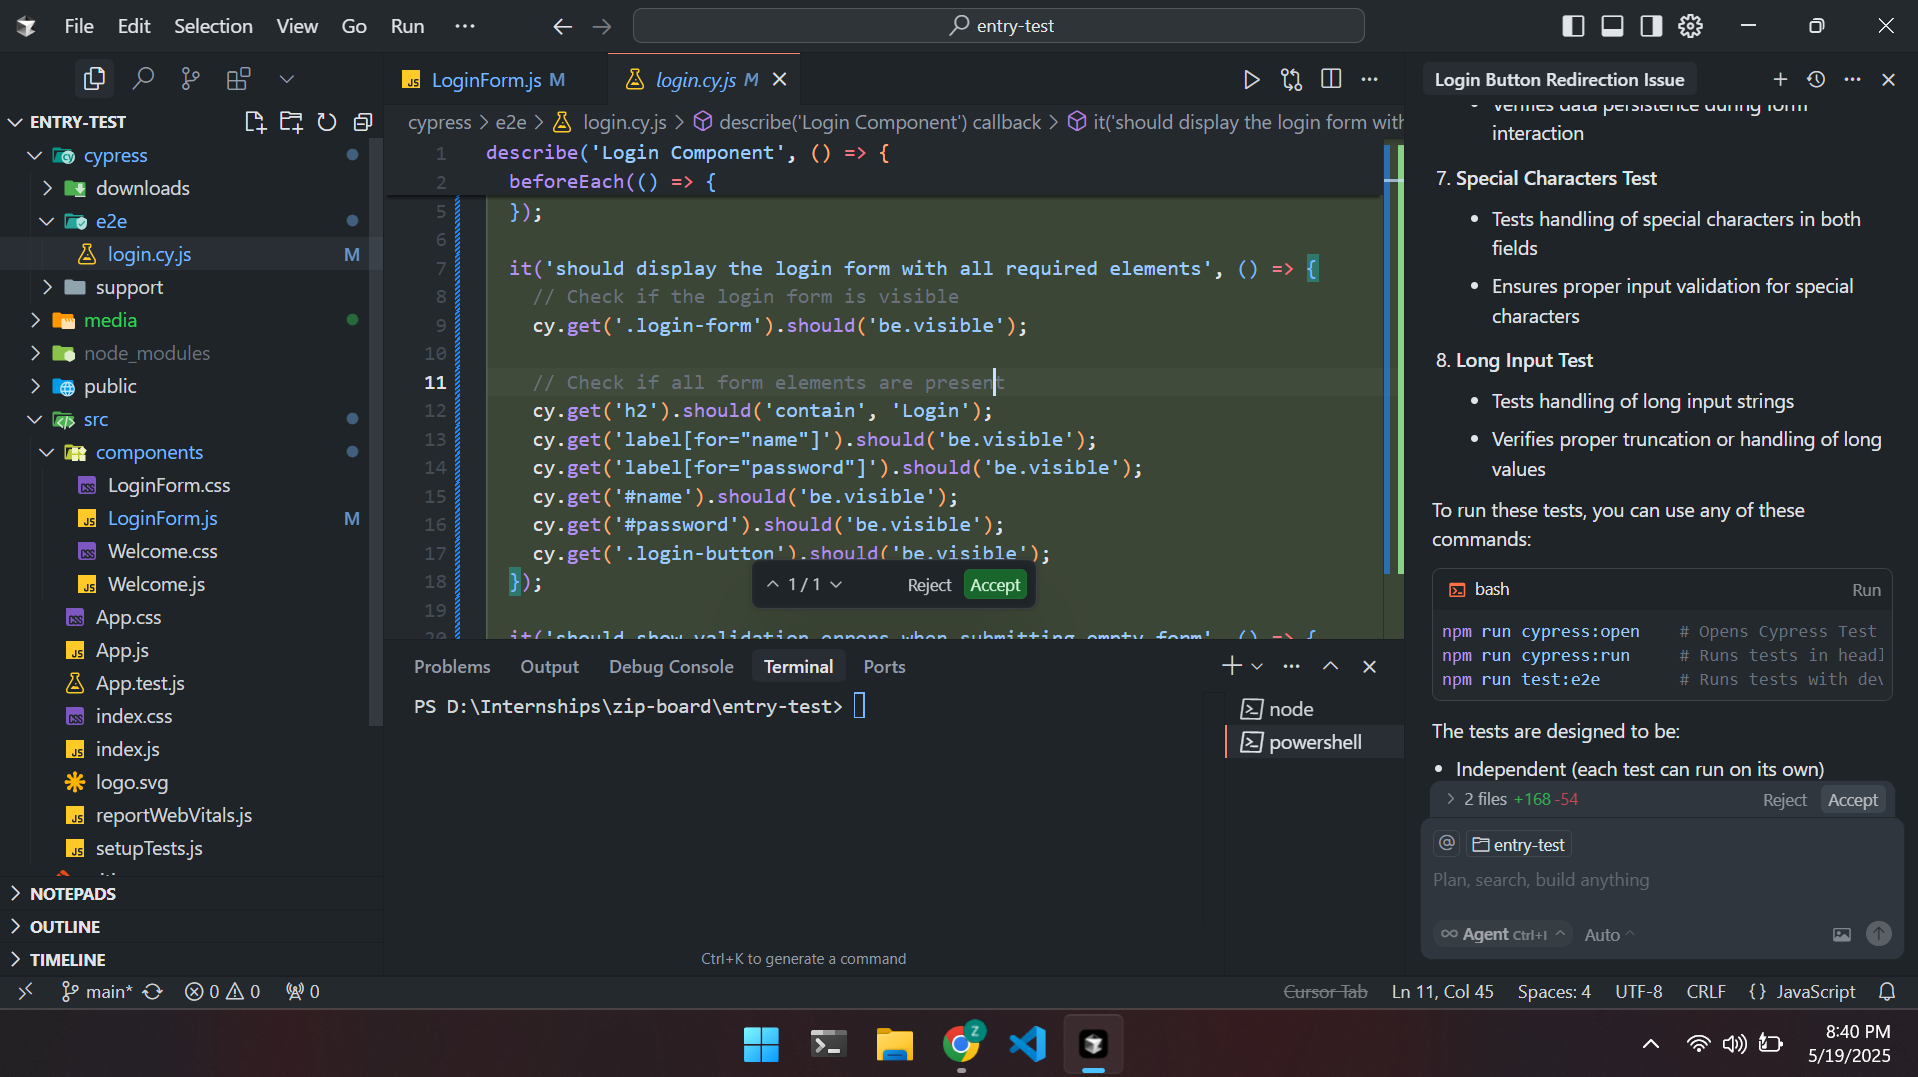 File Edit Selection View Go Run ···
entry-test
ENTRY-TEST
cypress
downloads
e2e
login.cy.js M
support
media
node_modules
public
src
components
LoginForm.css
LoginForm.js M
Welcome.css
Welcome.js
App.css
App.js
App.test.js
index.css
index.js
logo.svg
reportWebVitals.js
setupTests.js
NOTEPADS
OUTLINE
TIMELINE
LoginForm.js M
login.cy.js M
cypress > e2e > login.cy.js > describe('Login Component') callback > it('should display the login form with
1 describe('Login Component', () => {
2 beforeEach(() => {
5 });
6
7 it('should display the login form with all required elements', () => {
8 // Check if the login form is visible
9 cy.get('.login-form').should('be.visible');
10
11 // Check if all form elements are present
12 cy.get('h2').should('contain', 'Login');
13 cy.get('label[for="name"]').should('be.visible');
14 cy.get('label[for="password"]').should('be.visible');
15 cy.get('#name').should('be.visible');
16 cy.get('#password').should('be.visible');
17 cy.get('.login-button').should('be.visible');
18 });
19
20 it('should show validation errors when submitting empty form', () => {
1 / 1 Reject Accept
Problems Output Debug Console Terminal Ports
PS D:\Internships\zip-board\entry-test>
node
powershell
Ctrl+K to generate a command
Login Button Redirection Issue
• Verifies data persistence during form
interaction
7. Special Characters Test
• Tests handling of special characters in both
fields
• Ensures proper input validation for special
characters
8. Long Input Test
• Tests handling of long input strings
• Verifies proper truncation or handling of long
values
To run these tests, you can use any of these
commands:
bash Run
npm run cypress:open # Opens Cypress Test
npm run cypress:run # Runs tests in headl
npm run test:e2e # Runs tests with dev
The tests are designed to be:
• Independent (each test can run on its own)
2 files +168 -54 Reject Accept
@ entry-test
Plan, search, build anything
∞ Agent Ctrl+I Auto
main* 0 0 0
Cursor Tab Ln 11, Col 45 Spaces: 4 UTF-8 CRLF {} JavaScript
Z
8:40 PM
5/19/2025